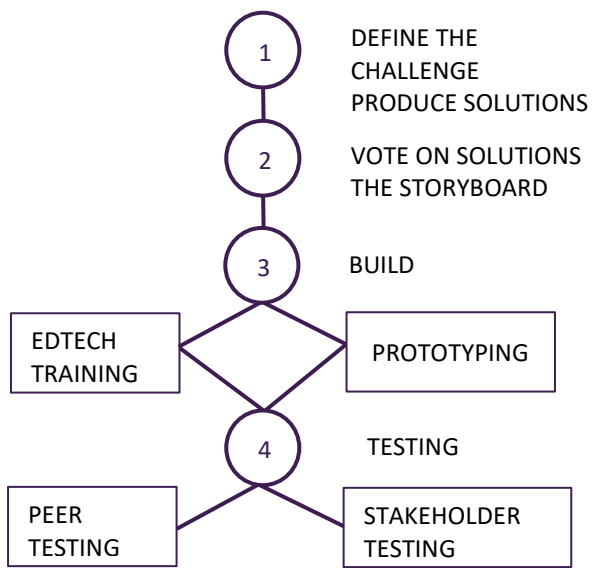 1
DEFINE THE
CHALLENGE
PRODUCE SOLUTIONS
2
VOTE ON SOLUTIONS
THE STORYBOARD
3
BUILD
EDTECH
TRAINING
PROTOTYPING
4
TESTING
PEER
TESTING
STAKEHOLDER
TESTING